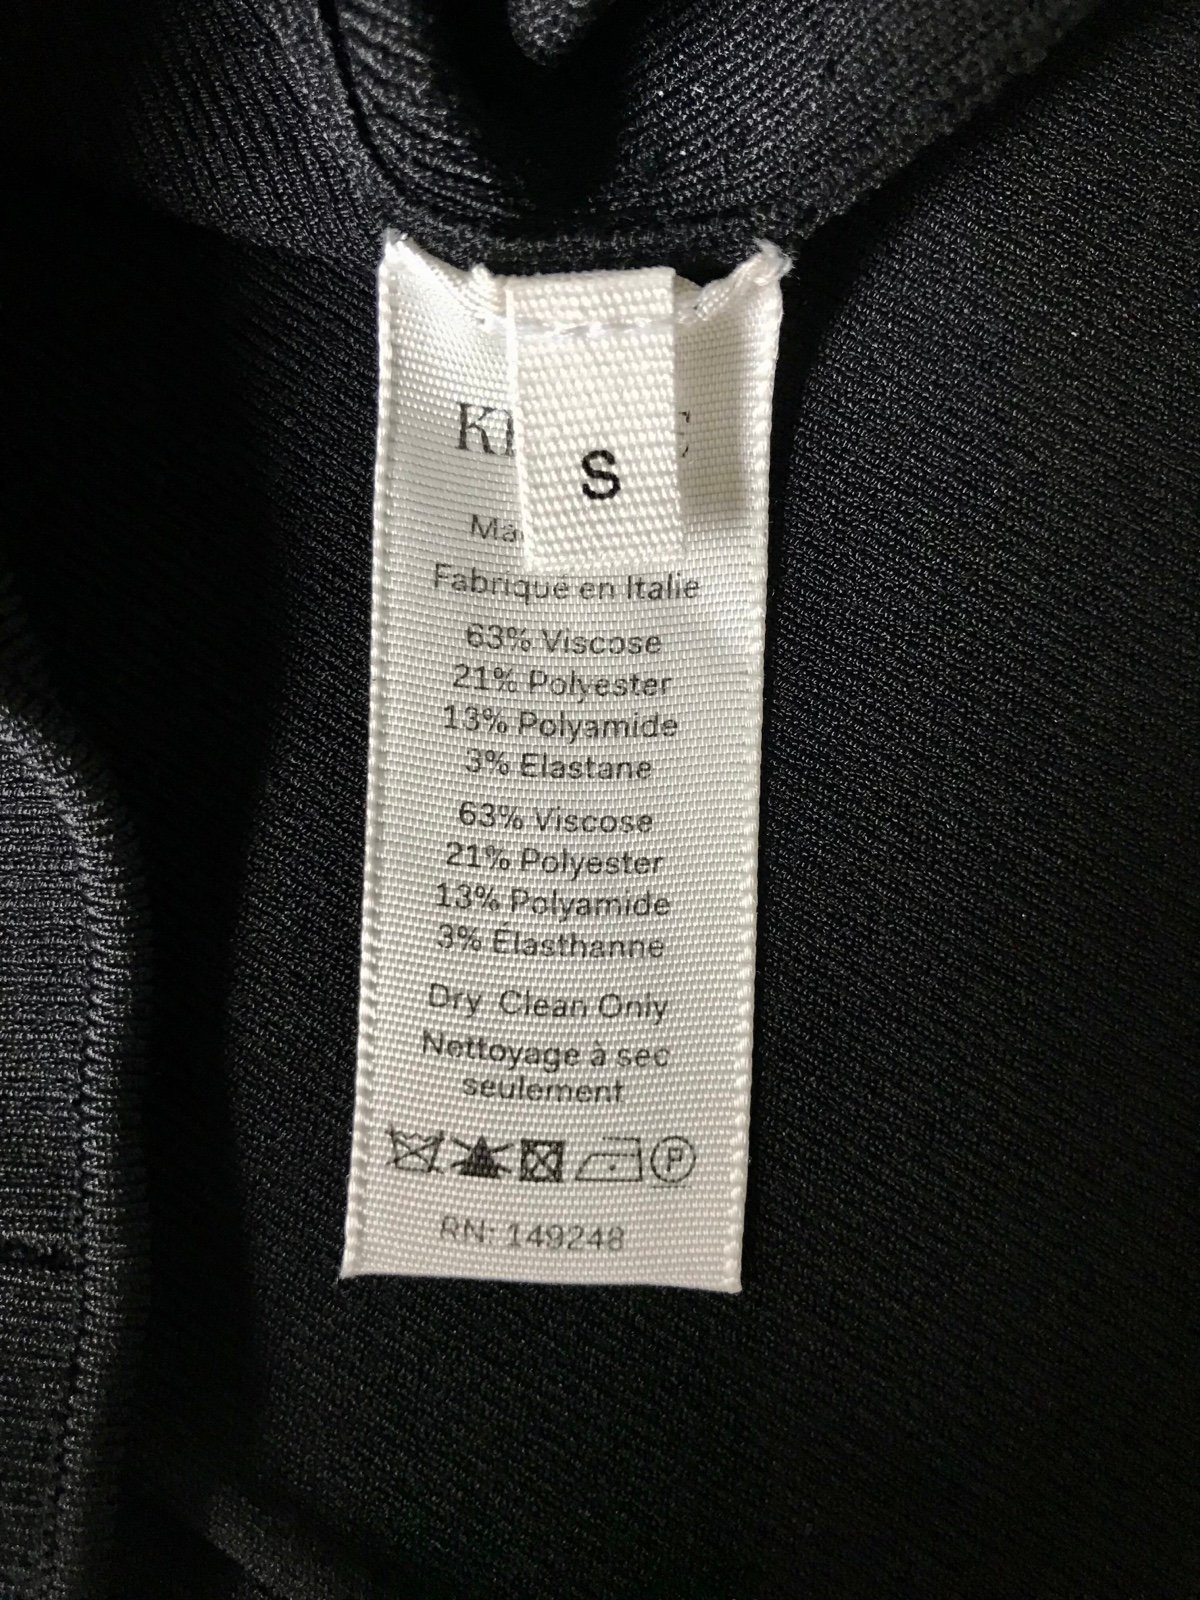 S
Fabriqué en Italie
63% Viscose
21% Polyester
13% Polyamide
3% Elastane
63% Viscose
21% Polyester
13% Polyamide
3% Elasthanne
Dry Clean Only
Nettoyage à sec
seulement
P
RN: 149248